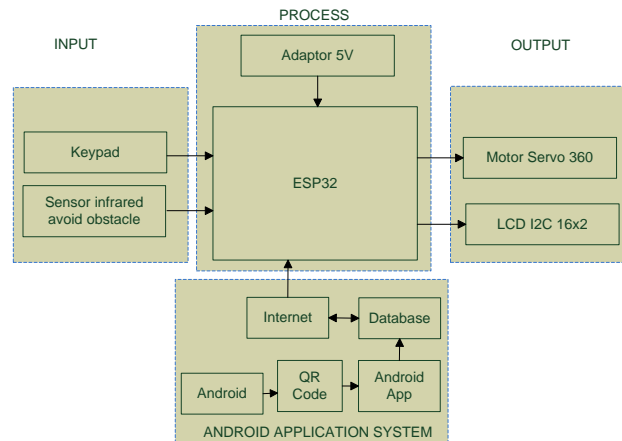 PROCESS
INPUT
OUTPUT
Adaptor 5V
Keypad
ESP32
Motor Servo 360
Sensor infrared
avoid obstacle
LCD I2C 16x2
Internet
Database
Android
QR
Code
Android
App
ANDROID APPLICATION SYSTEM